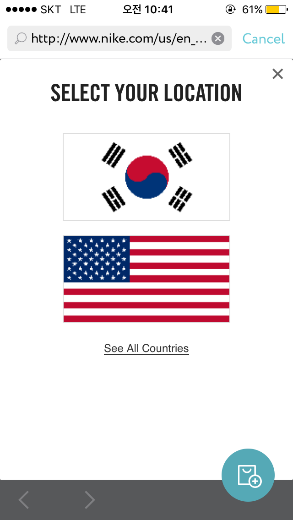 SKT LTE 오전 10:41 61%
http://www.nike.com/us/en_... Cancel
SELECT YOUR LOCATION
See All Countries